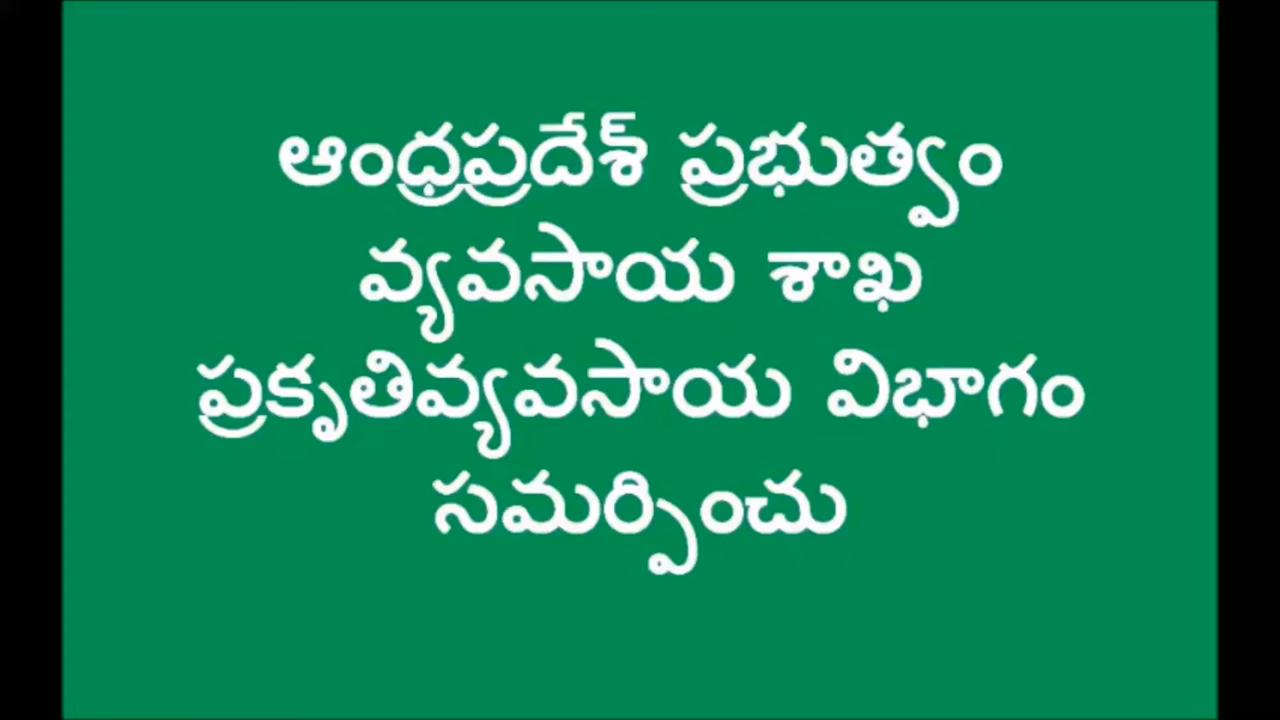 ఆంధ్రప్రదేశ్ ప్రభుత్వం
వ్యవసాయ శాఖ
ప్రకృతివ్యవసాయ విభాగం
సమర్పించు